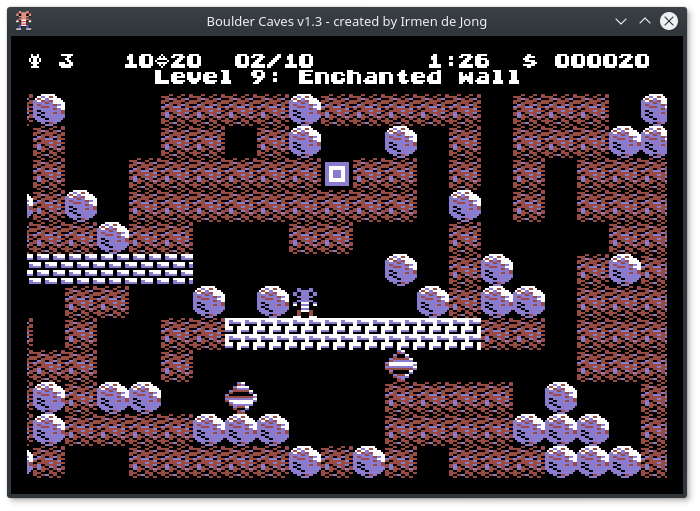 Boulder Caves v1.3 - created by Irmen de Jong
3 10÷20 02/10 1:26 $ 000020
Level 9: Enchanted wall